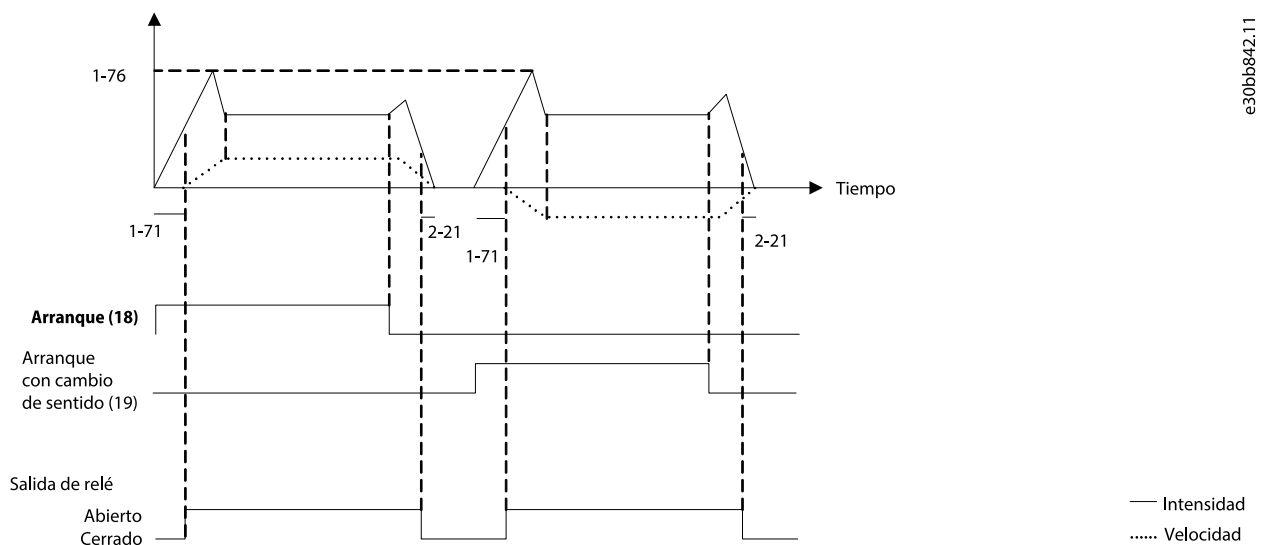 e30bb842.11
1-76
Tiempo
1-71
2-21
1-71
2-21
Arranque (18)
Arranque
con cambio
de sentido (19)
Salida de relé
Abierto
Cerrado
Intensidad
Velocidad